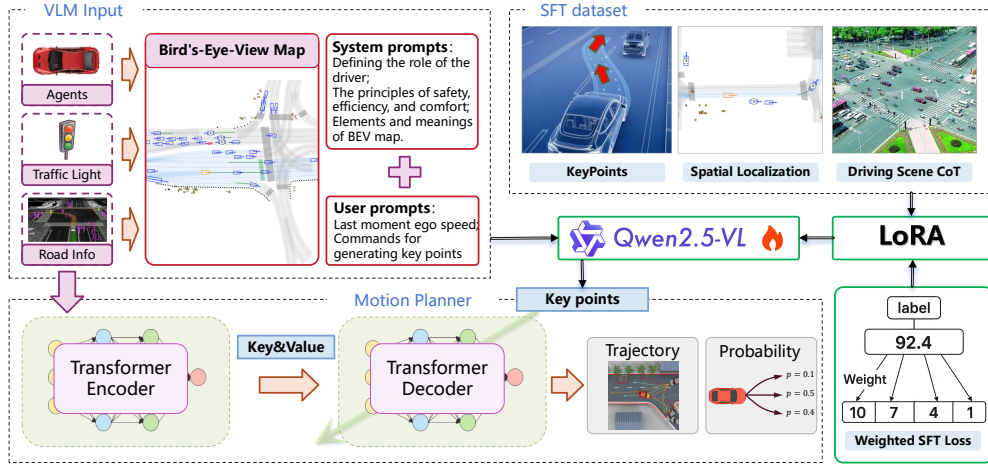 VLM Input
Agents
Traffic Light
Road Info
Bird's-Eye-View Map
System prompts:
Defining the role of the
driver;
The principles of safety,
efficiency, and comfort;
Elements and meanings
of BEV map.
User prompts:
Last moment ego speed;
Commands for
generating key points
SFT dataset
KeyPoints
Spatial Localization
Driving Scene CoT
Qwen2.5-VL
LoRA
label
92.4
Weight
10 7 4 1
Weighted SFT Loss
Motion Planner
Key points
Transformer
Encoder
Key&Value
Transformer
Decoder
Trajectory
Probability
p = 0.1
p = 0.5
p = 0.4